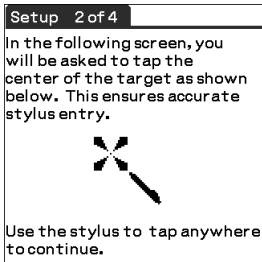 Setup 2 of 4
In the following screen, you
will be asked to tap the
center of the target as shown
below. This ensures accurate
stylus entry.
Use the stylus to tap anywhere
to continue.